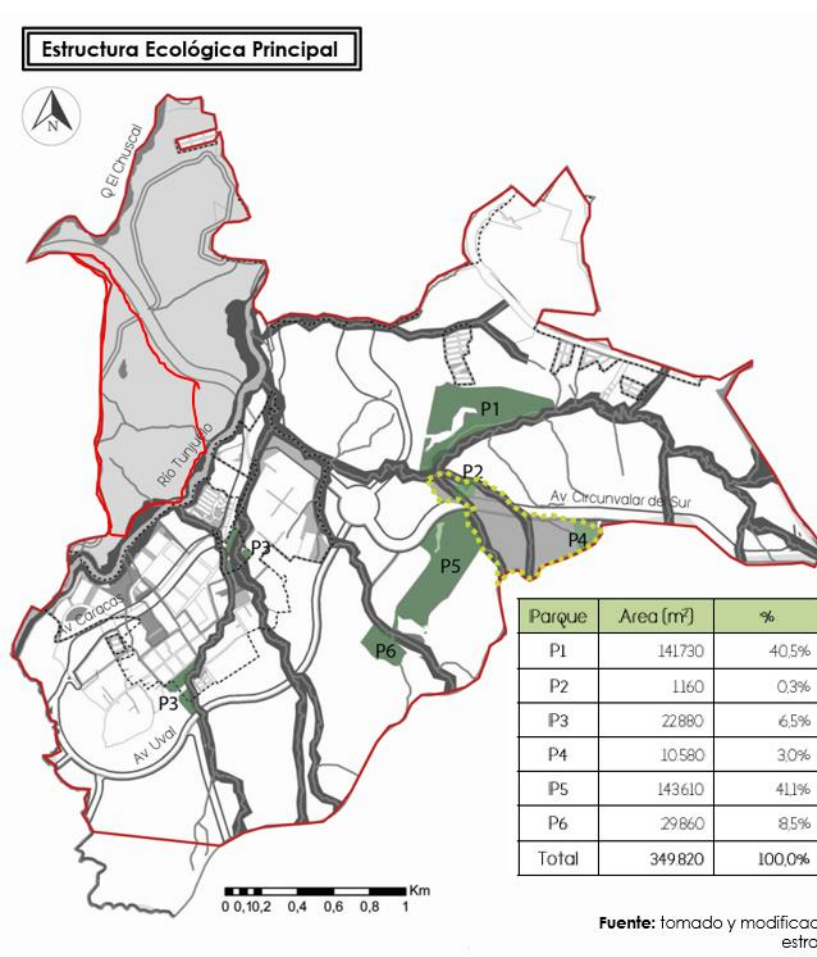 Estructura Ecológica Principal
N
Q El Chuscal
P1
P2
Río Tunjuelo
Av. Circunvalar del Sur
P3
P4
P5
Av Caracas
P6
P3
Av. Uval
Parque Area (m²) %
P1 141730 40,5%
P2 1160 0,3%
P3 22880 6,5%
P4 10580 3,0%
P5 143610 41,1%
P6 29860 8,5%
Total 349820 100,0%
Km
0 0,10,2 0,4 0,6 0,8 1
Fuente: tomado y modificad
estra